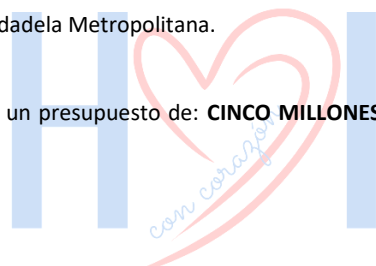 dadela Metropolitana.
un presupuesto de: CINCO MILLONES
con corazón